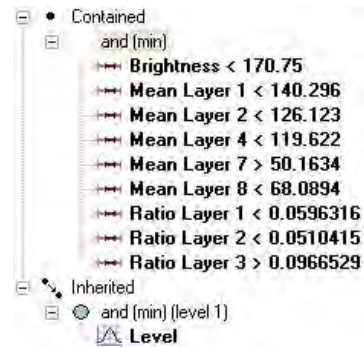 Contained
and (min)
Brightness < 170.75
Mean Layer 1 < 140.296
Mean Layer 2 < 126.123
Mean Layer 4 < 119.622
Mean Layer 7 > 50.1634
Mean Layer 8 < 68.0894
Ratio Layer 1 < 0.0596316
Ratio Layer 2 < 0.0510415
Ratio Layer 3 > 0.0966529
Inherited
and (min) (level 1)
Level